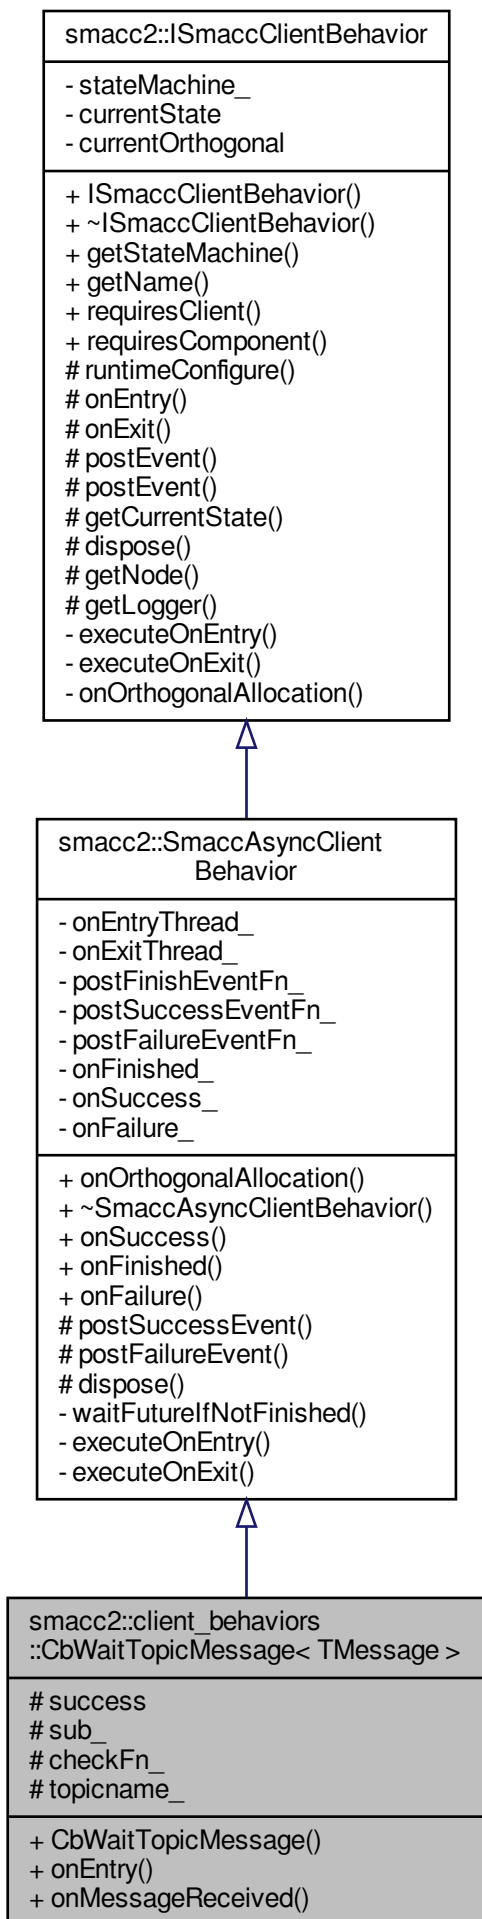 smacc2::ISmaccClientBehavior
- stateMachine_
- currentState
- currentOrthogonal
+ ISmaccClientBehavior()
+ ~ISmaccClientBehavior()
+ getStateMachine()
+ getName()
+ requiresClient()
+ requiresComponent()
# runtimeConfigure()
# onEntry()
# onExit()
# postEvent()
# postEvent()
# getCurrentState()
# dispose()
# getNode()
# getLogger()
- executeOnEntry()
- executeOnExit()
- onOrthogonalAllocation()
smacc2::SmaccAsyncClient
Behavior
- onEntryThread_
- onExitThread_
- postFinishEventFn_
- postSuccessEventFn_
- postFailureEventFn_
- onFinished_
- onSuccess_
- onFailure_
+ onOrthogonalAllocation()
+ ~SmaccAsyncClientBehavior()
+ onSuccess()
+ onFinished()
+ onFailure()
# postSuccessEvent()
# postFailureEvent()
# dispose()
- waitFutureIfNotFinished()
- executeOnEntry()
- executeOnExit()
smacc2::client_behaviors
::CbWaitTopicMessage< TMessage >
# success
# sub_
# checkFn_
# topicname_
+ CbWaitTopicMessage()
+ onEntry()
+ onMessageReceived()